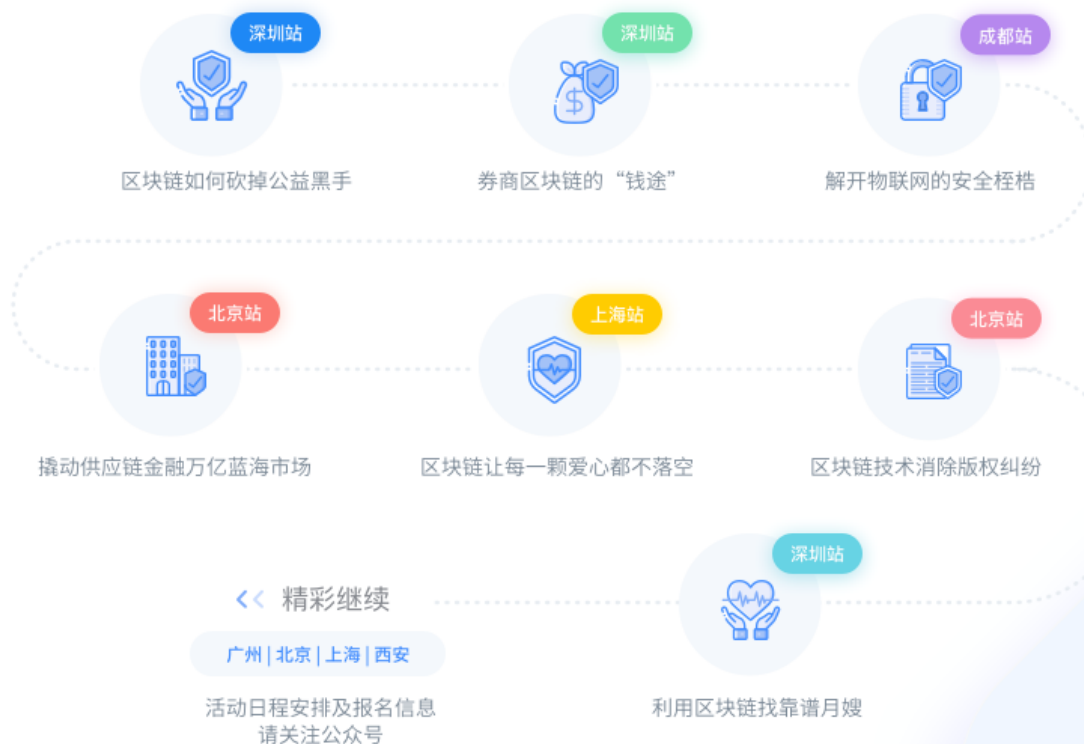 深圳站
区块链如何砍掉公益黑手
深圳站
券商区块链的“钱途”
成都站
解开物联网的安全桎梏
北京站
撬动供应链金融万亿蓝海市场
上海站
区块链让每一颗爱心都不落空
北京站
区块链技术消除版权纠纷
深圳站
利用区块链找靠谱月嫂
精彩继续
广州|北京|上海|西安
活动日程安排及报名信息
请关注公众号